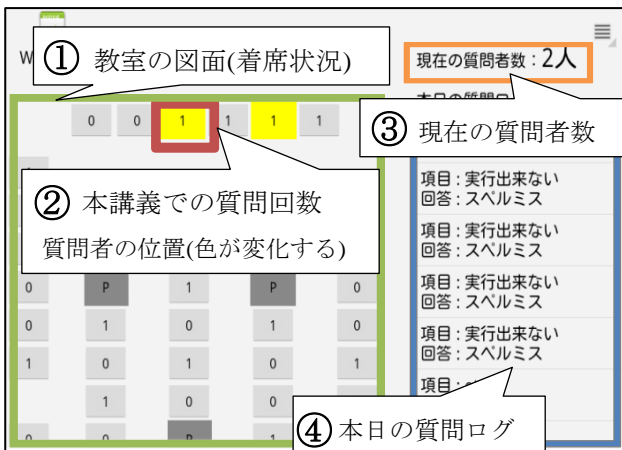 W
① 教室の図面(着席状況)
現在の質問者数：2人
0 0 1 1 1 1
③ 現在の質問者数
② 本講義での質問回数
質問者の位置(色が変化する)
項目：実行出来ない
回答：スペルミス
項目：実行出来ない
回答：スペルミス
項目：実行出来ない
回答：スペルミス
項目：実行出来ない
回答：スペルミス
項目：
0 P 1 P 0
0 1 0 1 0
1 0 1 0 1
1 0 0
0 0 P 1
④ 本日の質問ログ